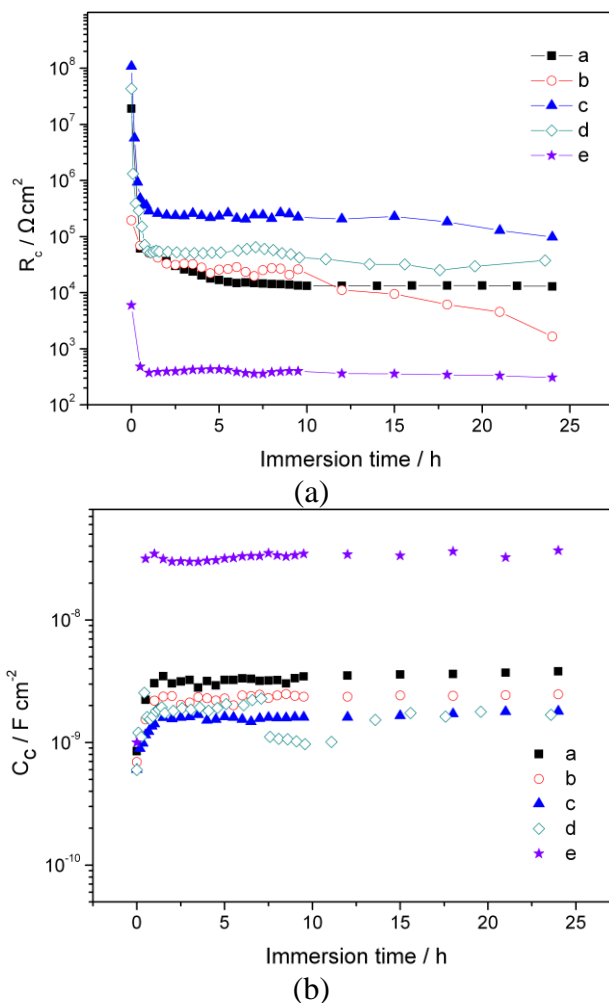 10⁸
10⁷
10⁶
10⁵
10⁴
10³
10²
R_c / Ω cm²
a
b
c
d
e
0 5 10 15 20 25
Immersion time / h
(a)
10⁻⁸
10⁻⁹
10⁻¹⁰
C_C / F cm⁻²
a
b
c
d
e
0 5 10 15 20 25
Immersion time / h
(b)